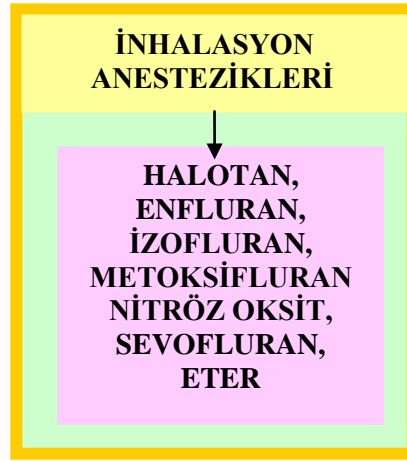 İNHALASYON
ANESTEZİKLERİ
HALOTAN,
ENFLURAN,
İZOFLURAN,
METOKSİFLURAN
NİTRÖZ OKSİT,
SEVOFLURAN,
ETER